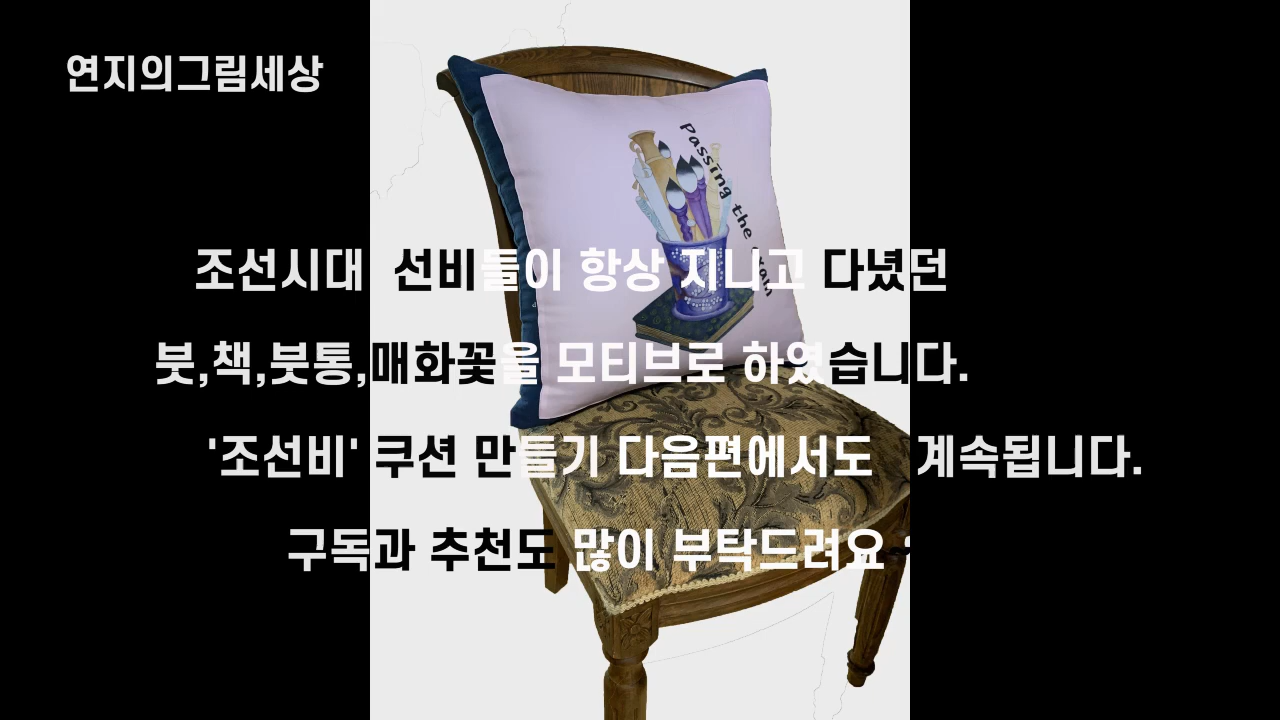 연지의그림세상
Passing the exam
조선시대 선비들이 항상 지니고 다녔던
붓,책,붓통,매화꽃을 모티브로 하였습니다.
'조선비' 쿠션 만들기 다음편에서도 계속됩니다.
구독과 추천도 많이 부탁드려요~